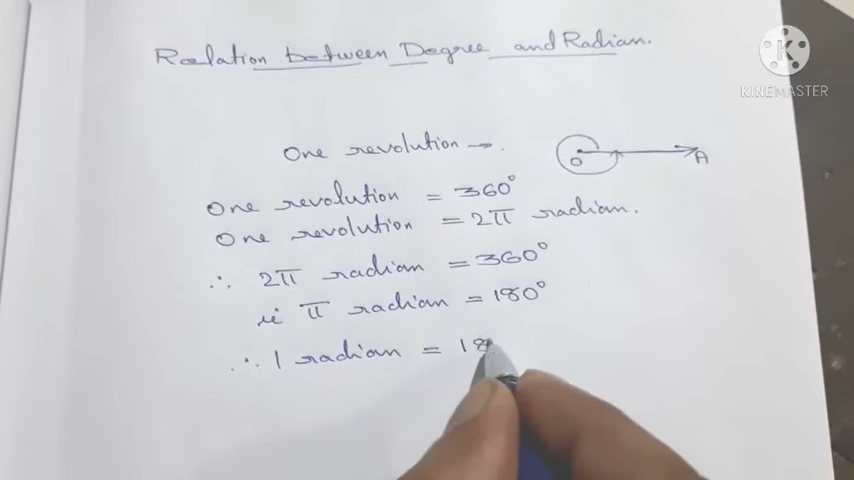 Relation between Degree and Radian.
K
KINEMASTER
One revolution →.
O A
One revolution = 360°
One revolution = 2π radian.
∴ 2π radian = 360°
ie π radian = 180°
∴ 1 radian = 18